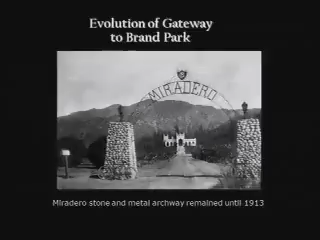 Evolution of Gateway
to Brand Park
MIRADERO
Miradero stone and metal archway remained until 1913